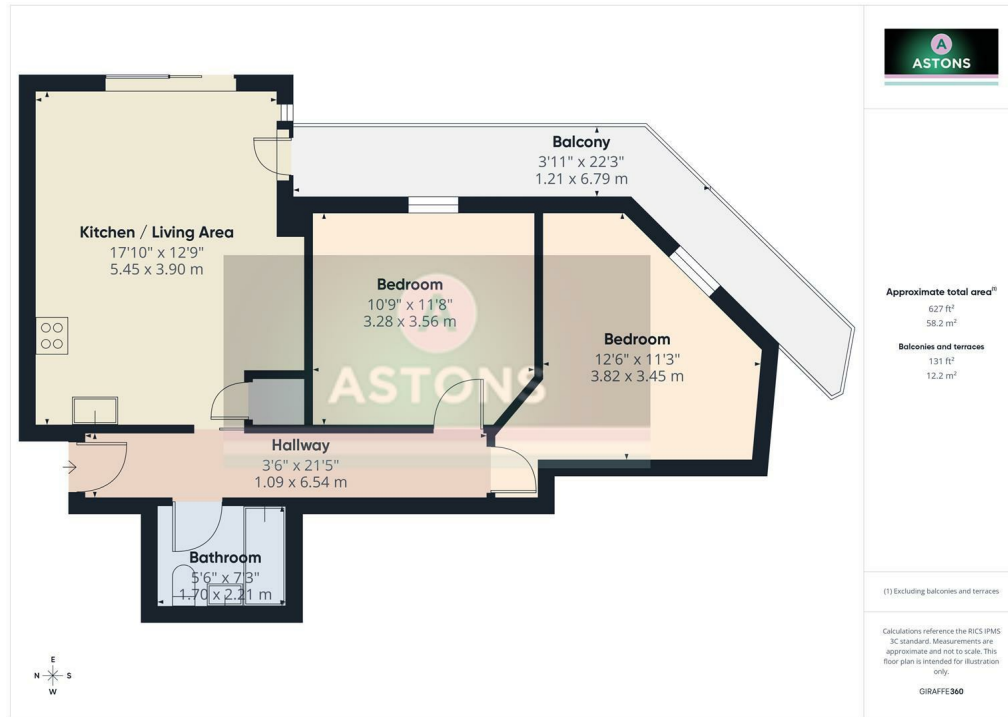 A
ASTONS
Balcony
3'11" x 22'3"
1.21 x 6.79 m
Kitchen / Living Area
17'10" x 12'9"
5.45 x 3.90 m
Bedroom
10'9" x 11'8"
3.28 x 3.56 m
A
ASTONS
Bedroom
12'6" x 11'3"
3.82 x 3.45 m
Hallway
3'6" x 21'5"
1.09 x 6.54 m
Bathroom
5'6" x 7'3"
1.70 x 2.21 m
E
N S
W
Approximate total area(1)
627 ft²
58.2 m²
Balconies and terraces
131 ft²
12.2 m²
(1) Excluding balconies and terraces
Calculations reference the RICS IPMS
3C standard. Measurements are
approximate and not to scale. This
floor plan is intended for illustration
only.
GIRAFFE360